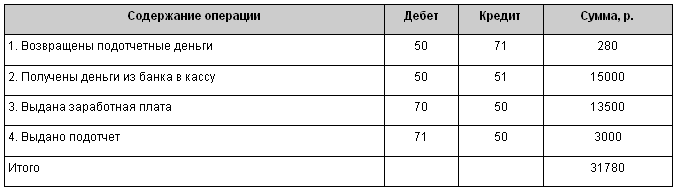 Содержание операции Дебет Кредит Сумма, р.
1. Возвращены подотчетные деньги 50 71 280
2. Получены деньги из банка в кассу 50 51 15000
3. Выдана заработная плата 70 50 13500
4. Выдано подотчет 71 50 3000
Итого 31780